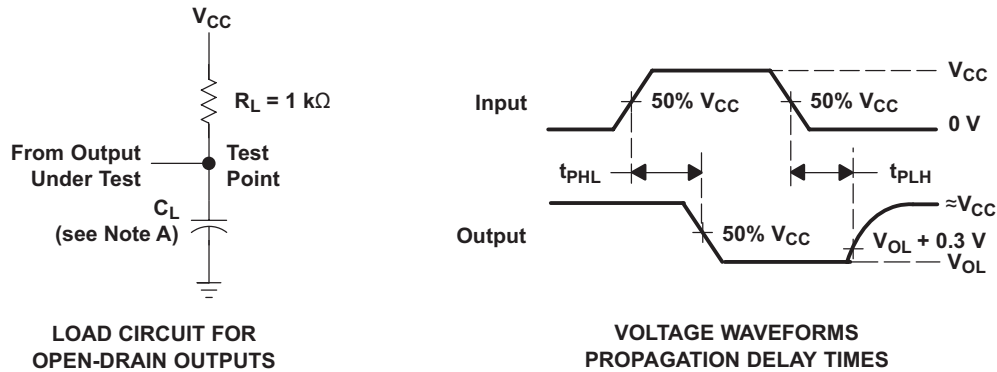 VCC
RL = 1 kΩ
From Output
Under Test
Test
Point
CL
(see Note A)
LOAD CIRCUIT FOR
OPEN-DRAIN OUTPUTS
Input
50% VCC
50% VCC
VCC
0 V
tPHL
tPLH
Output
50% VCC
≈VCC
VOL + 0.3 V
VOL
VOLTAGE WAVEFORMS
PROPAGATION DELAY TIMES